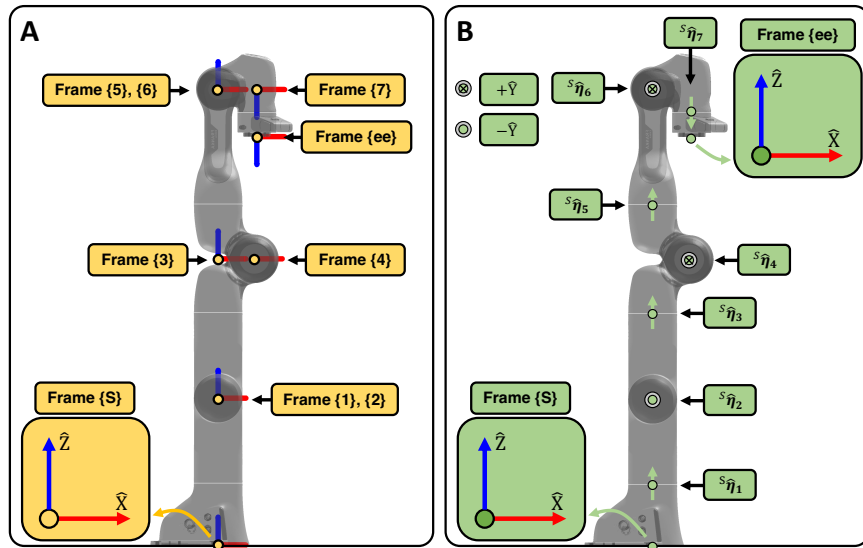 A
Frame {5}, {6}
Frame {7}
Frame {ee}
Frame {3}
Frame {4}
Frame {S}
Frame {1}, {2}
Ẑ
X̂
B
+Ŷ
−Ŷ
ˢη̂₇
ˢη̂₆
Frame {ee}
Ẑ
X̂
ˢη̂₅
ˢη̂₄
ˢη̂₃
Frame {S}
ˢη̂₂
Ẑ
X̂
ˢη̂₁